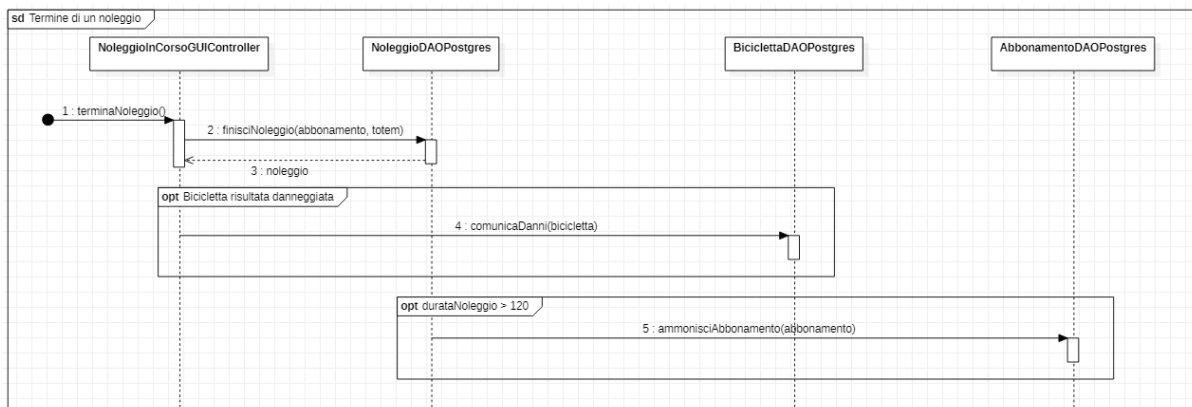 sd Termine di un noleggio
NoleggioInCorsoGUIController
NoleggioDAOPostgres
BiciclettaDAOPostgres
AbbonamentoDAOPostgres
1 : terminaNoleggio()
2 : finisciNoleggio(abbonamento, totem)
3 : noleggio
opt Bicicletta risultata danneggiata
4 : comunicaDanni(bicicletta)
opt durataNoleggio > 120
5 : ammonisciAbbonamento(abbonamento)